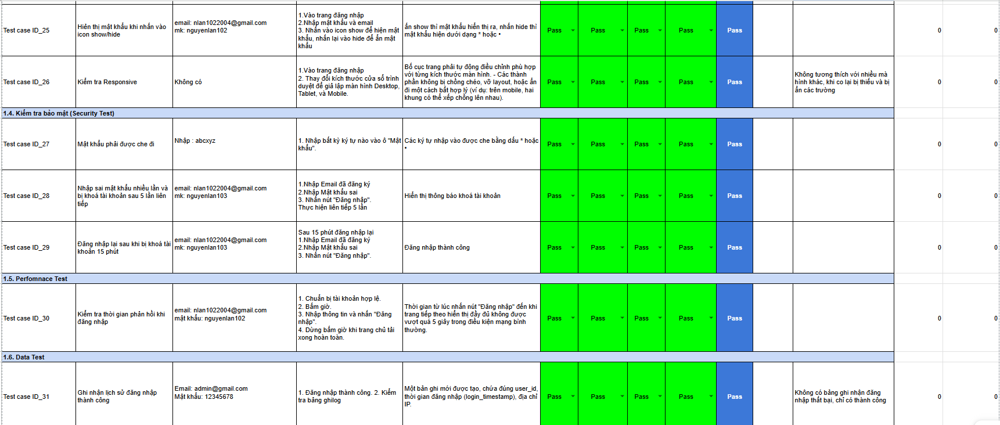 Test case ID_25
Hiển thị mật khẩu khi nhấn vào
icon show/hide
email: nlan1022004@gmail.com
mk: nguyenlan102
1.Vào trang đăng nhập
2.Nhập mật khẩu và email
3. Nhấn vào icon show để hiện mật
khẩu, nhấn lại vào hide để ẩn mật
khẩu
ấn show thì mật khẩu hiển thị ra, nhấn hide thì
mật khẩu hiện dưới dạng * hoặc •
Pass
Pass
Pass
Pass
Pass
0
0
Test case ID_26
Kiểm tra Responsive
Không có
1.Vào trang đăng nhập
2. Thay đổi kích thước cửa sổ trình
duyệt để giả lập màn hình Desktop,
Tablet, và Mobile.
Bố cục trang phải tự động điều chỉnh phù hợp
với từng kích thước màn hình. - Các thành
phần không bị chồng chéo, vỡ layout, hoặc ẩn
đi một cách bất hợp lý (ví dụ: trên mobile, hai
khung có thể xếp chồng lên nhau).
Pass
Pass
Pass
Pass
Pass
Không tương thích với nhiều mà
hình khác, khi co lại bị thiếu và bị
ẩn các trường
0
0
1.4. Kiểm tra bảo mật (Security Test)
Test case ID_27
Mật khẩu phải được che đi
Nhập : abcxyz
1. Nhập bất kỳ ký tự nào vào ô "Mật
khẩu".
Các ký tự nhập vào được che bằng dấu * hoặc
•
Pass
Pass
Pass
Pass
Pass
0
0
Test case ID_28
Nhập sai mật khẩu nhiều lần và
bị khoá tài khoản sau 5 lần liên
tiếp
email: nlan1022004@gmail.com
mk: nguyenlan103
1.Nhập Email đã đăng ký
2.Nhập Mật khẩu sai
3. Nhấn nút "Đăng nhập".
Thực hiện liên tiếp 5 lần
Hiển thị thông báo khoá tài khoản
Pass
Pass
Pass
Pass
Pass
0
0
Test case ID_29
Đăng nhập lại sau khi bị khoá tài
khoản 15 phút
email: nlan1022004@gmail.com
mk: nguyenlan103
Sau 15 phút đăng nhập lại
1.Nhập Email đã đăng ký
2.Nhập Mật khẩu sai
3. Nhấn nút "Đăng nhập".
Đăng nhập thành công
Pass
Pass
Pass
Pass
Pass
0
0
1.5. Perfomnace Test
Test case ID_30
Kiểm tra thời gian phản hồi khi
đăng nhập
email: nlan1022004@gmail.com
mật khẩu: nguyenlan102
1. Chuẩn bị tài khoản hợp lệ.
2. Bấm giờ.
3. Nhập thông tin và nhấn "Đăng
nhập".
4. Dừng bấm giờ khi trang chủ tải
xong hoàn toàn.
Thời gian từ lúc nhấn nút "Đăng nhập" đến khi
trang tiếp theo hiển thị đầy đủ không được
vượt quá 5 giây trong điều kiện mạng bình
thường.
Pass
Pass
Pass
Pass
Pass
0
0
1.6. Data Test
Test case ID_31
Ghi nhận lịch sử đăng nhập
thành công
Email: admin@gmail.com
Mật khẩu: 12345678
1. Đăng nhập thành công. 2. Kiểm
tra bảng ghilog
Một bản ghi mới được tạo, chứa đúng user_id,
thời gian đăng nhập (login_timestamp), địa chỉ
IP.
Pass
Pass
Pass
Pass
Pass
Không có bảng ghi nhận đăng
nhập thất bại, chỉ có thành công
0
0